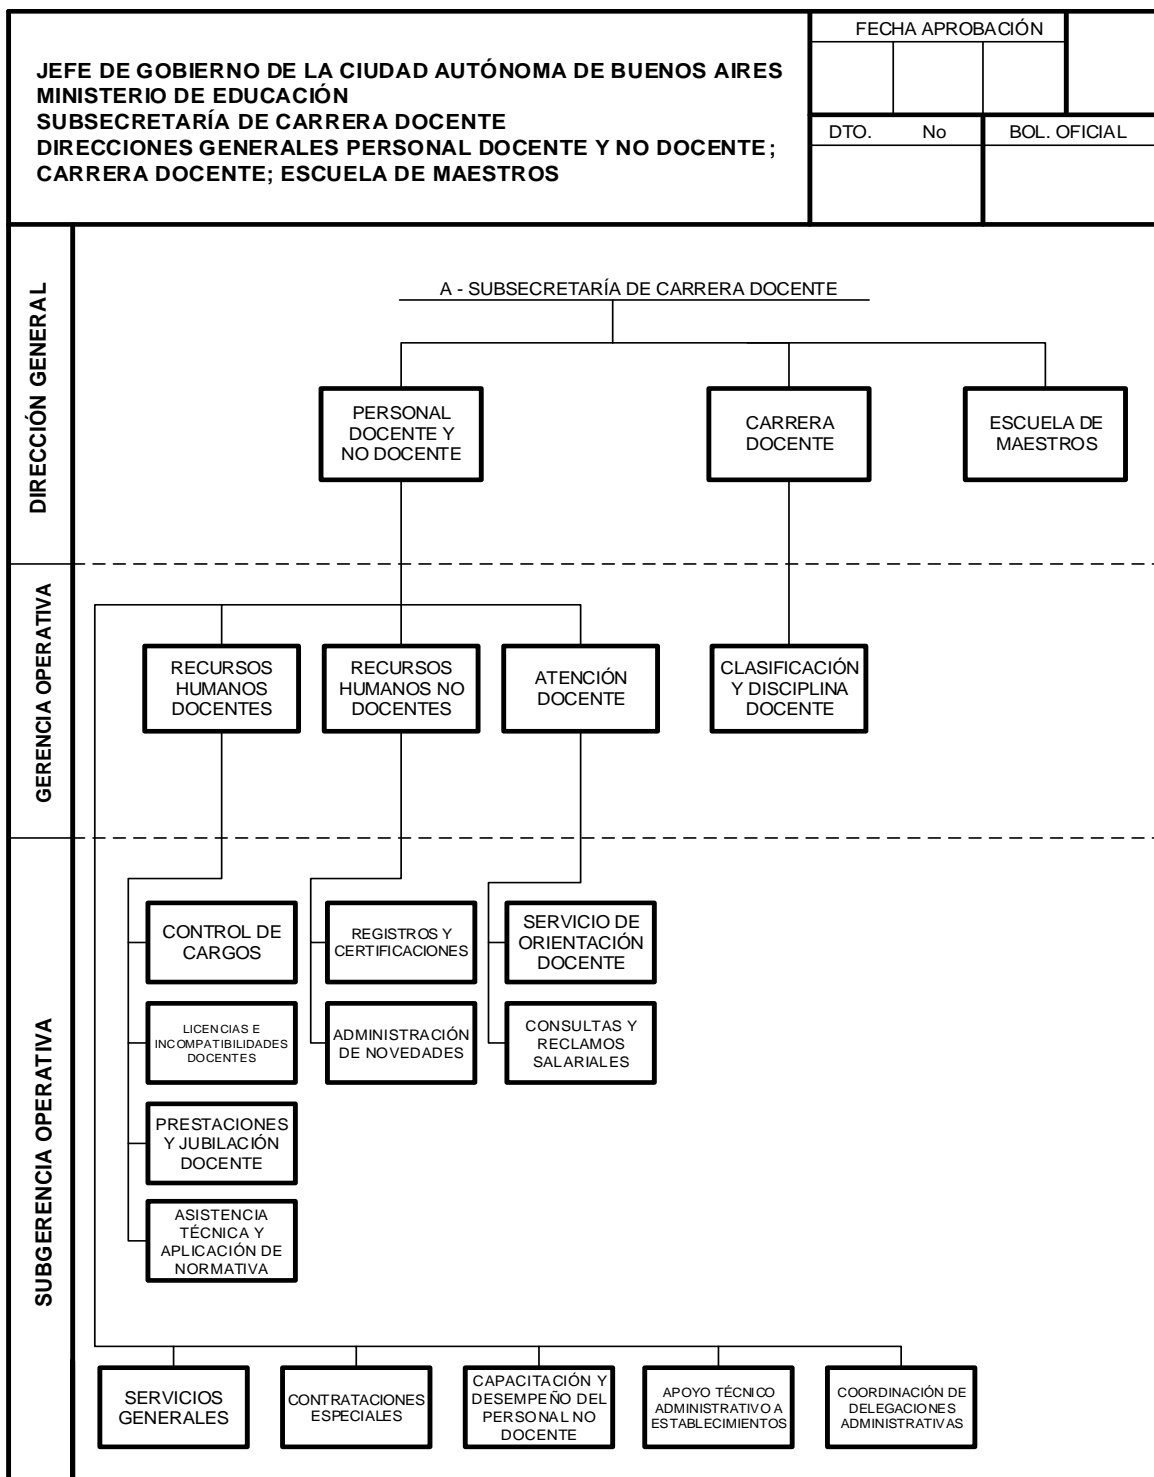 JEFE DE GOBIERNO DE LA CIUDAD AUTÓNOMA DE BUENOS AIRES
MINISTERIO DE EDUCACIÓN
SUBSECRETARÍA DE CARRERA DOCENTE
DIRECCIONES GENERALES PERSONAL DOCENTE Y NO DOCENTE;
CARRERA DOCENTE; ESCUELA DE MAESTROS
FECHA APROBACIÓN
DTO. No
BOL. OFICIAL
DIRECCIÓN GENERAL
A - SUBSECRETARÍA DE CARRERA DOCENTE
PERSONAL
DOCENTE Y
NO DOCENTE
CARRERA
DOCENTE
ESCUELA DE
MAESTROS
GERENCIA OPERATIVA
RECURSOS
HUMANOS
DOCENTES
RECURSOS
HUMANOS NO
DOCENTES
ATENCIÓN
DOCENTE
CLASIFICACIÓN
Y DISCIPLINA
DOCENTE
SUBGERENCIA OPERATIVA
CONTROL DE
CARGOS
LICENCIAS E
INCOMPATIBILIDADES
DOCENTES
PRESTACIONES
Y JUBILACIÓN
DOCENTE
ASISTENCIA
TÉCNICA Y
APLICACIÓN DE
NORMATIVA
REGISTROS Y
CERTIFICACIONES
ADMINISTRACIÓN
DE NOVEDADES
SERVICIO DE
ORIENTACIÓN
DOCENTE
CONSULTAS Y
RECLAMOS
SALARIALES
SERVICIOS
GENERALES
CONTRATACIONES
ESPECIALES
CAPACITACIÓN Y
DESEMPEÑO DEL
PERSONAL NO
DOCENTE
APOYO TÉCNICO
ADMINISTRATIVO A
ESTABLECIMIENTOS
COORDINACIÓN DE
DELEGACIONES
ADMINISTRATIVAS